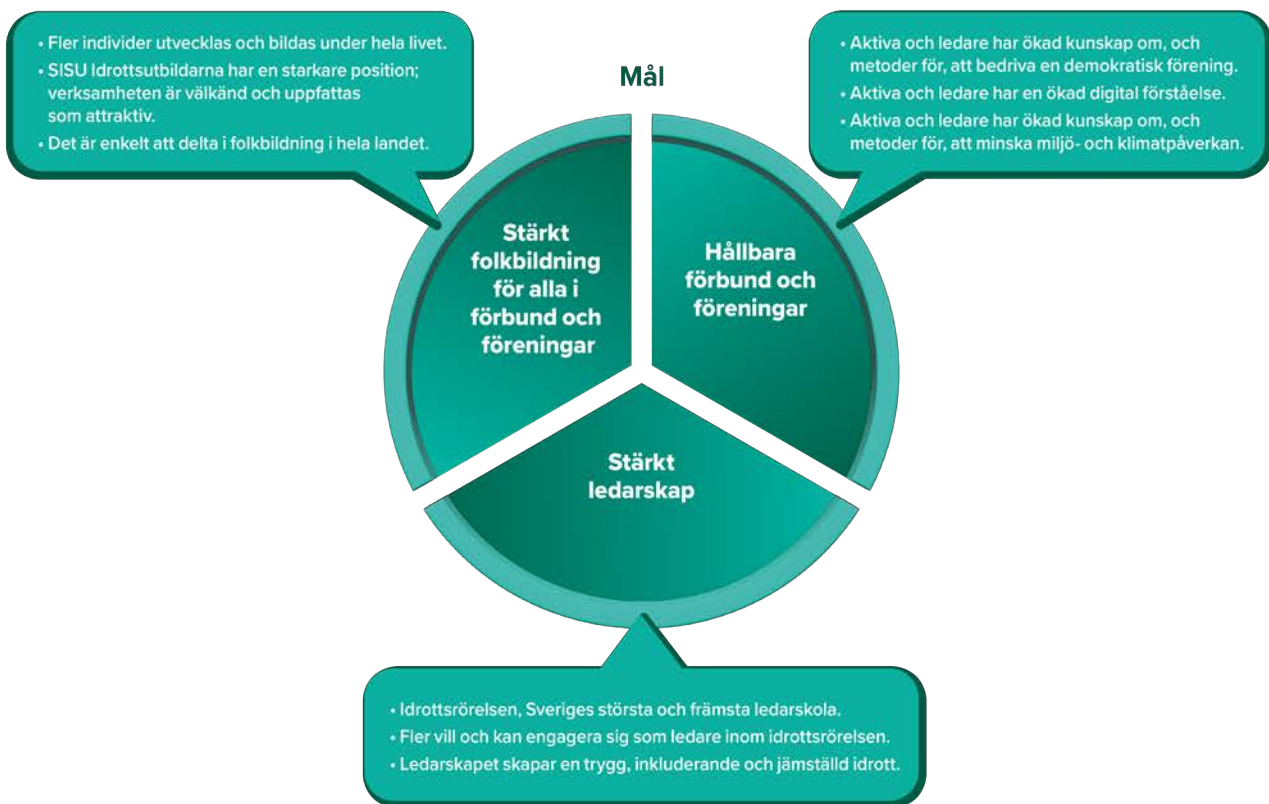 Mål
• Fler individer utvecklas och bildas under hela livet.
• SISU Idrottsutbildarna har en starkare position;
verksamheten är välkänd och uppfattas
som attraktiv.
• Det är enkelt att delta i folkbildning i hela landet.
• Aktiva och ledare har ökad kunskap om, och
metoder för, att bedriva en demokratisk förening.
• Aktiva och ledare har en ökad digital förståelse.
• Aktiva och ledare har ökad kunskap om, och
metoder för, att minska miljö- och klimatpåverkan.
Stärkt
folkbildning
för alla i
förbund och
föreningar
Hållbara
förbund och
föreningar
Stärkt
ledarskap
• Idrottsrörelsen, Sveriges största och främsta ledarskola.
• Fler vill och kan engagera sig som ledare inom idrottsrörelsen.
• Ledarskapet skapar en trygg, inkluderande och jämställd idrott.